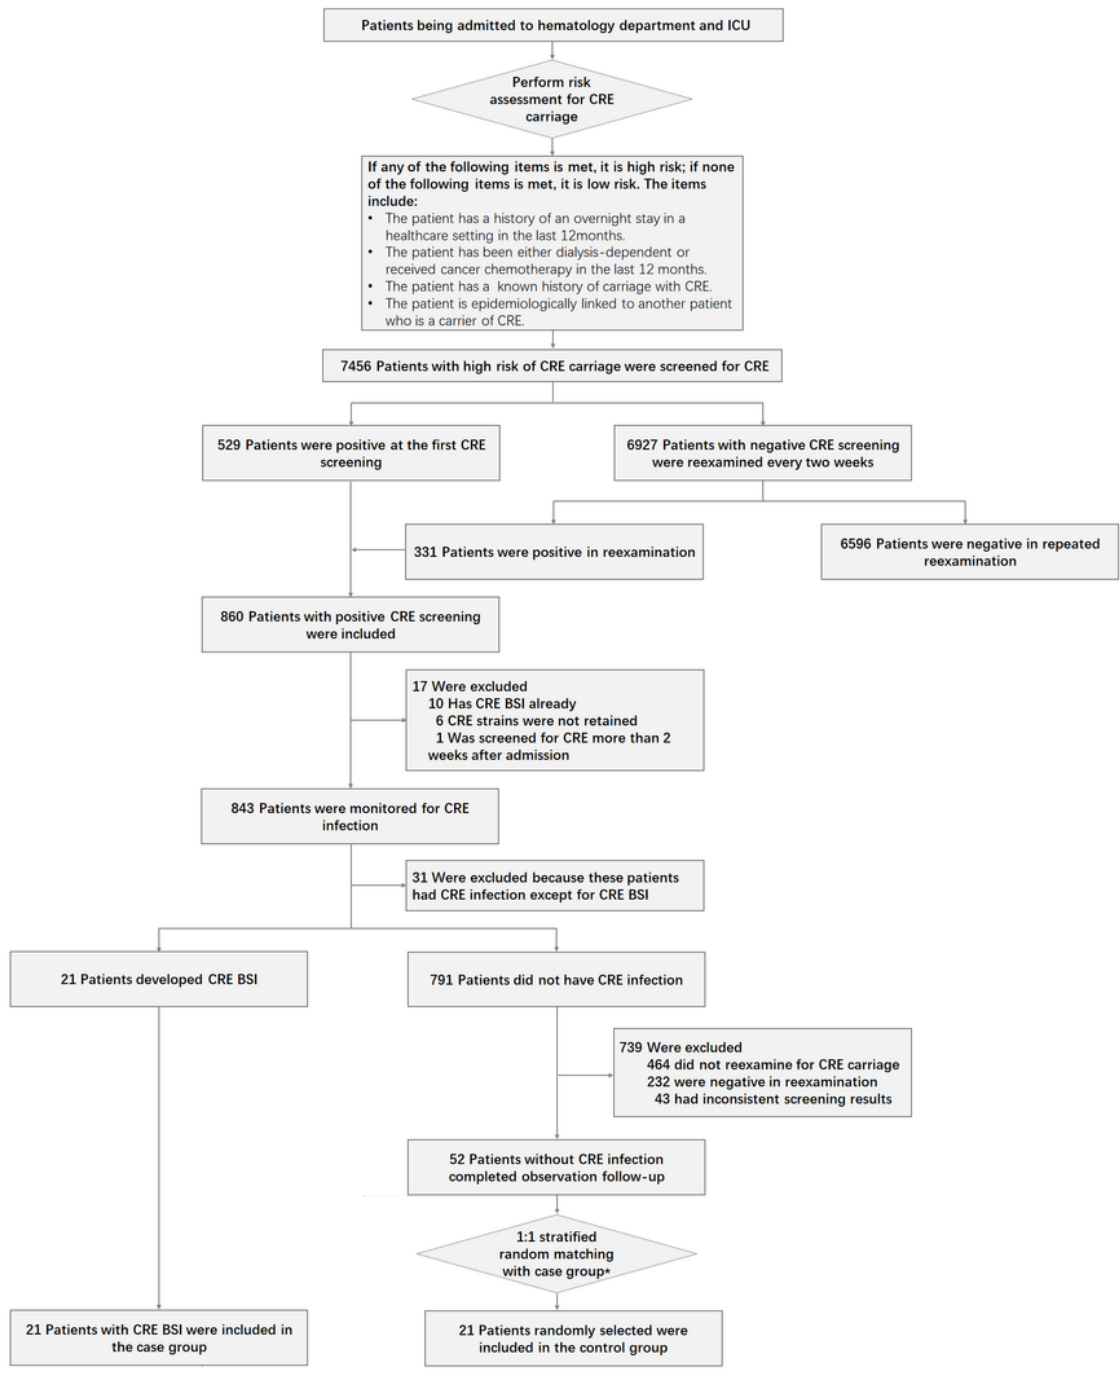 Patients being admitted to hematology department and ICU
Perform risk
assessment for CRE
carriage
If any of the following items is met, it is high risk; if none
of the following items is met, it is low risk. The items
include:
• The patient has a history of an overnight stay in a
healthcare setting in the last 12months.
• The patient has been either dialysis-dependent or
received cancer chemotherapy in the last 12 months.
• The patient has a known history of carriage with CRE.
• The patient is epidemiologically linked to another patient
who is a carrier of CRE.
7456 Patients with high risk of CRE carriage were screened for CRE
529 Patients were positive at the first CRE
screening
6927 Patients with negative CRE screening
were reexamined every two weeks
331 Patients were positive in reexamination
6596 Patients were negative in repeated
reexamination
860 Patients with positive CRE screening
were included
17 Were excluded
10 Has CRE BSI already
6 CRE strains were not retained
1 Was screened for CRE more than 2
weeks after admission
843 Patients were monitored for CRE
infection
31 Were excluded because these patients
had CRE infection except for CRE BSI
21 Patients developed CRE BSI
791 Patients did not have CRE infection
739 Were excluded
464 did not reexamine for CRE carriage
232 were negative in reexamination
43 had inconsistent screening results
52 Patients without CRE infection
completed observation follow-up
1:1 stratified
random matching
with case group*
21 Patients with CRE BSI were included in
the case group
21 Patients randomly selected were
included in the control group